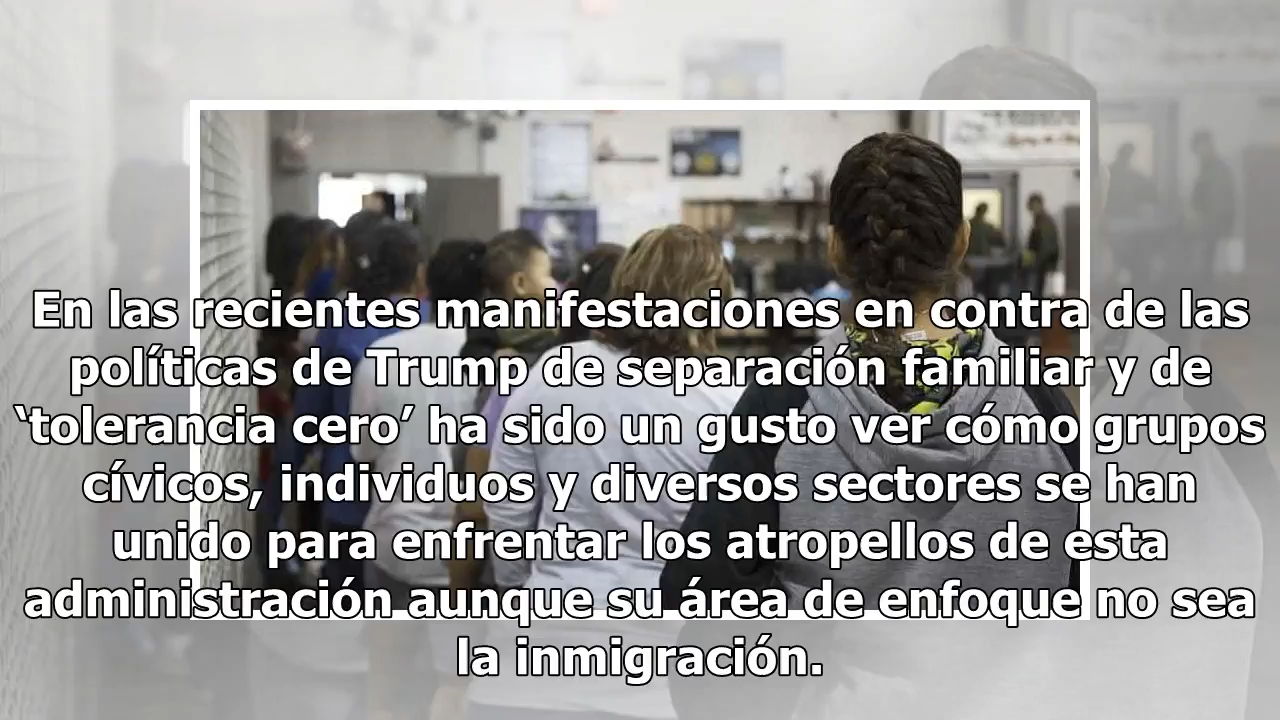 En las recientes manifestaciones en contra de las
políticas de Trump de separación familiar y de
‘tolerancia cero’ ha sido un gusto ver cómo grupos
cívicos, individuos y diversos sectores se han
unido para enfrentar los atropellos de esta
administración aunque su área de enfoque no sea
la inmigración.